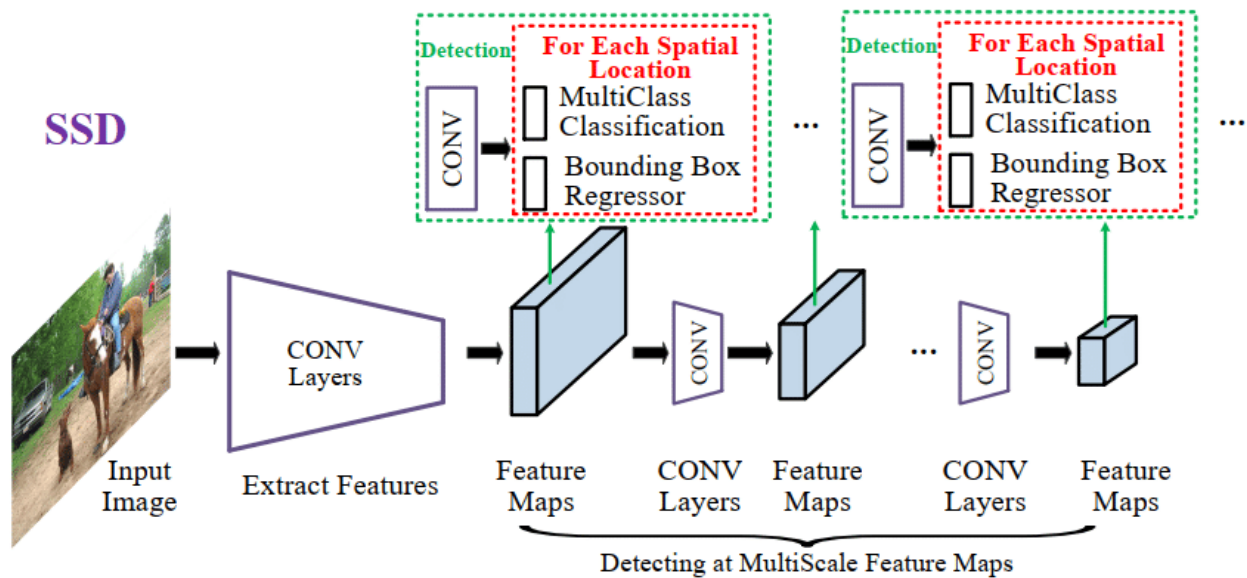 SSD
Detection
For Each Spatial
Location
CONV
MultiClass
Classification
Bounding Box
Regressor
...
Detection
For Each Spatial
Location
CONV
MultiClass
Classification
Bounding Box
Regressor
...
CONV
Layers
CONV
...
CONV
Input
Image
Extract Features
Feature
Maps
CONV
Layers
Feature
Maps
CONV
Layers
Feature
Maps
Detecting at MultiScale Feature Maps